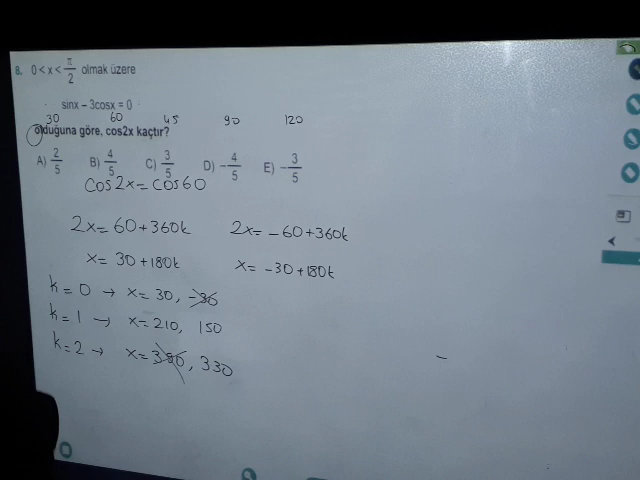 8. 0 < x < π/2 olmak üzere
sinx – 3cosx = 0
30 60 45 90 120
olduğuna göre, cos2x kaçtır?
A) 2/5 B) 4/5 C) 3/5 D) –4/5 E) –3/5
Cos2x = cos60
2x = 60 + 360k 2x = –60 + 360k
x = 30 + 180k x = –30 + 180k
k = 0 → x = 30, –30
k = 1 → x = 210, 150
k = 2 → x = 390, 330